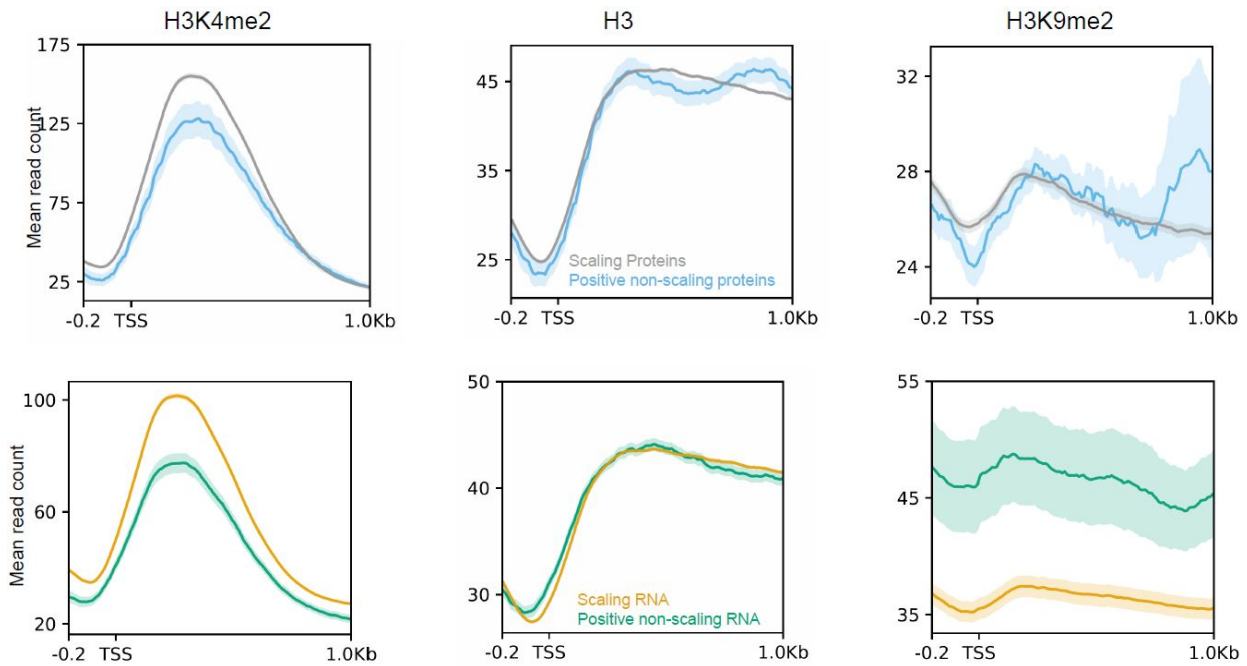 H3K4me2
H3
H3K9me2
Mean read count
175
125
75
25
-0.2 TSS 1.0Kb
45
35
25
Scaling Proteins
Positive non-scaling proteins
-0.2 TSS 1.0Kb
32
28
24
-0.2 TSS 1.0Kb
Mean read count
100
60
20
-0.2 TSS 1.0Kb
50
40
30
Scaling RNA
Positive non-scaling RNA
-0.2 TSS 1.0Kb
55
45
35
-0.2 TSS 1.0Kb